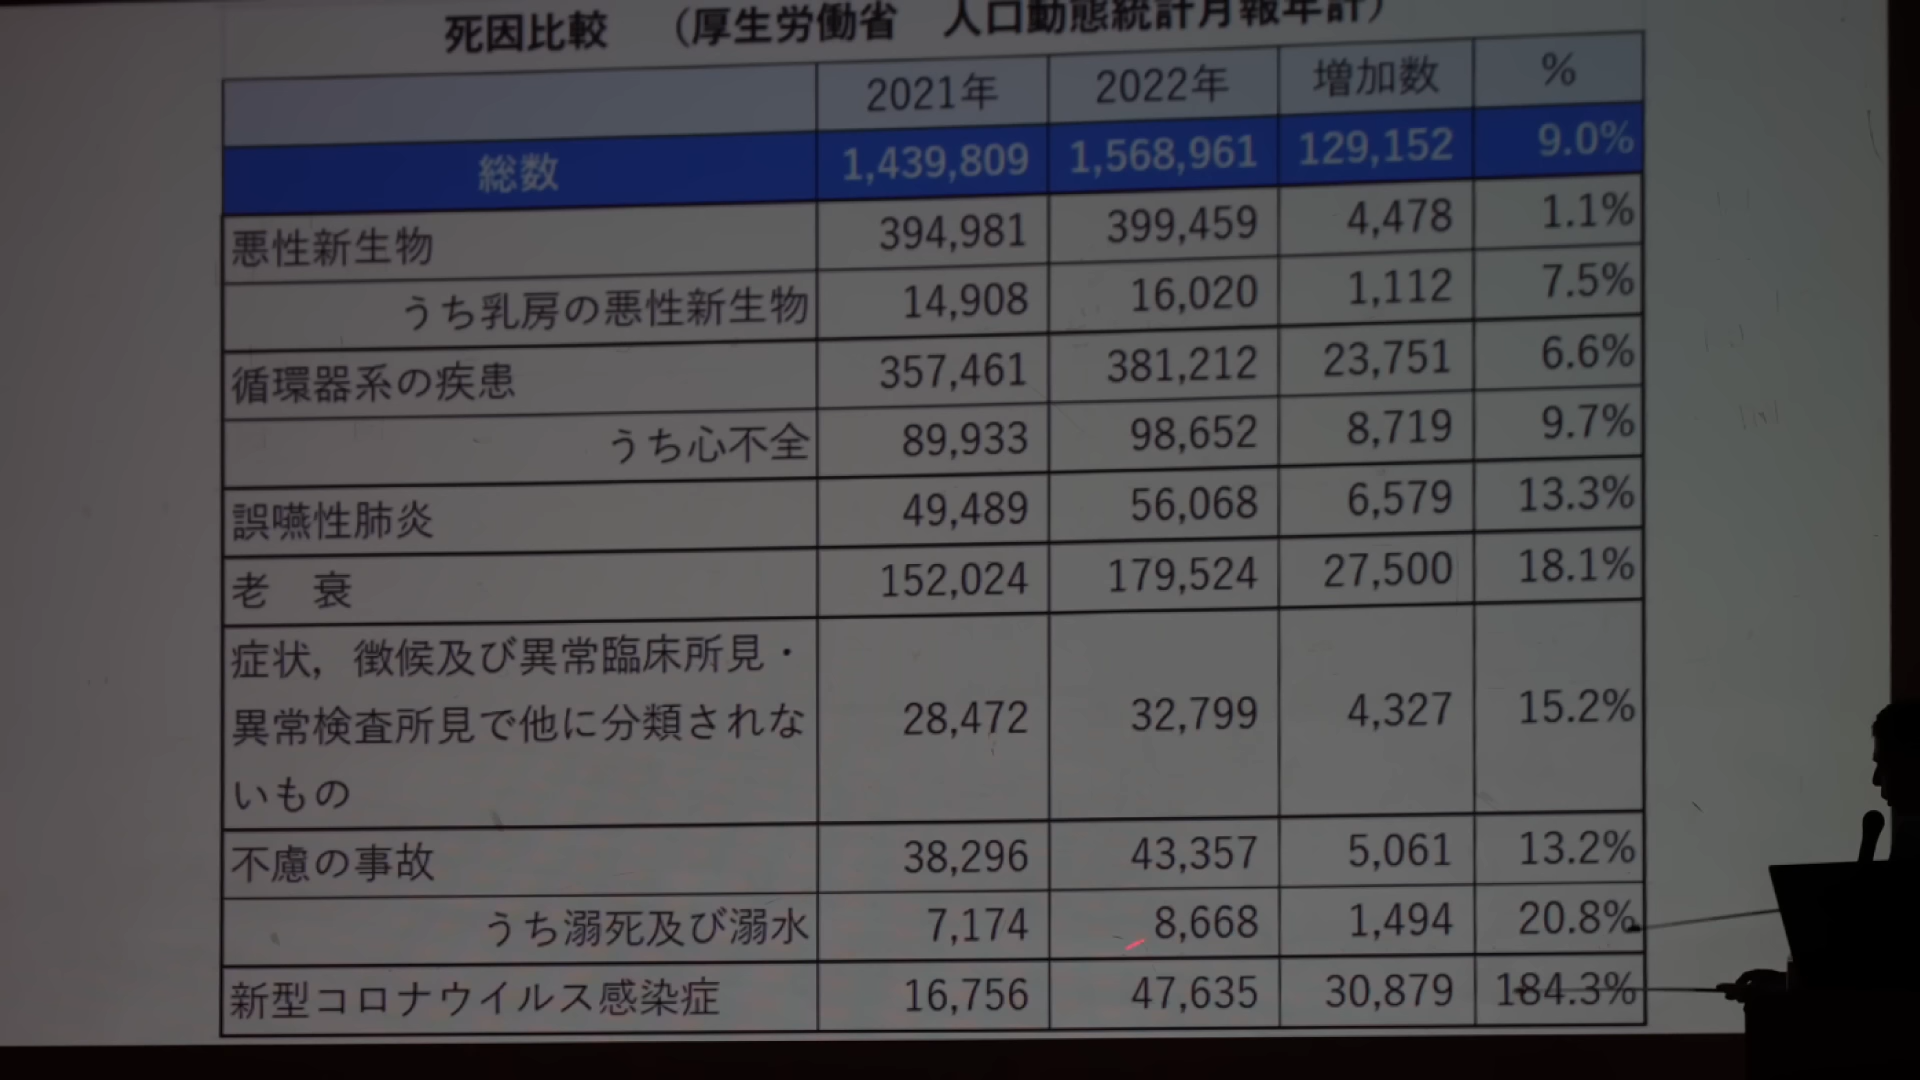 死因比較　（厚生労働省　人口動態統計月報年計）
2021年 2022年 増加数 %
総数 1,439,809 1,568,961 129,152 9.0%
悪性新生物 394,981 399,459 4,478 1.1%
うち乳房の悪性新生物 14,908 16,020 1,112 7.5%
循環器系の疾患 357,461 381,212 23,751 6.6%
うち心不全 89,933 98,652 8,719 9.7%
誤嚥性肺炎 49,489 56,068 6,579 13.3%
老　衰 152,024 179,524 27,500 18.1%
症状，徴候及び異常臨床所見・
異常検査所見で他に分類されな 28,472 32,799 4,327 15.2%
いもの
不慮の事故 38,296 43,357 5,061 13.2%
うち溺死及び溺水 7,174 8,668 1,494 20.8%
新型コロナウイルス感染症 16,756 47,635 30,879 184.3%